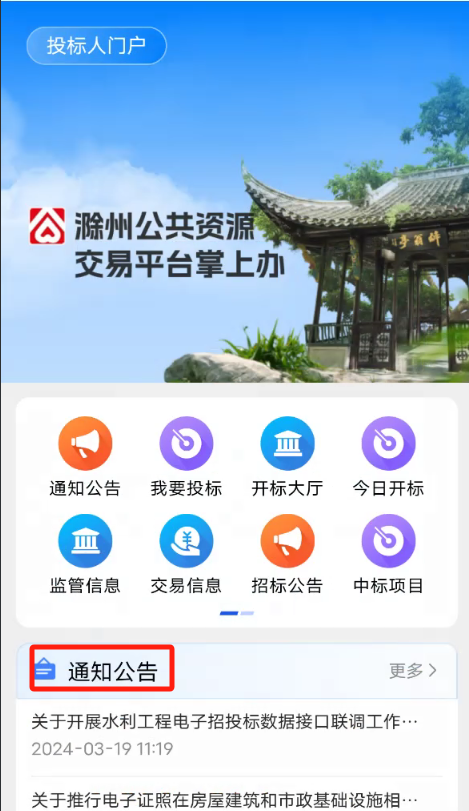 投标人门户
滁州公共资源
交易平台掌上办
通知公告 我要投标 开标大厅 今日开标
监管信息 交易信息 招标公告 中标项目
通知公告 更多
关于开展水利工程电子招投标数据接口联调工作…
2024-03-19 11:19
关于推行电子证照在房屋建筑和市政基础设施相…